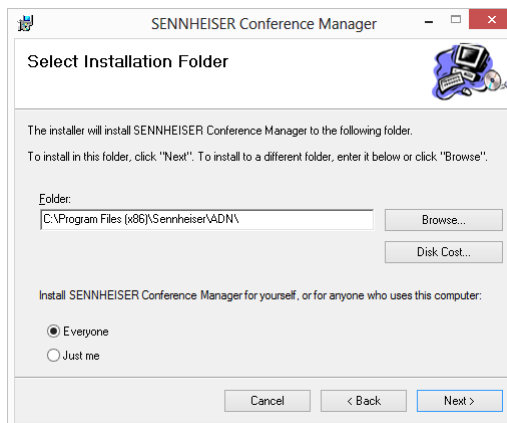 SENNHEISER Conference Manager
Select Installation Folder
The installer will install SENNHEISER Conference Manager to the following folder.
To install in this folder, click "Next". To install to a different folder, enter it below or click "Browse".
Folder:
C:\Program Files (x86)\Sennheiser\ADN\
Browse...
Disk Cost...
Install SENNHEISER Conference Manager for yourself, or for anyone who uses this computer:
Everyone
Just me
Cancel
< Back
Next >